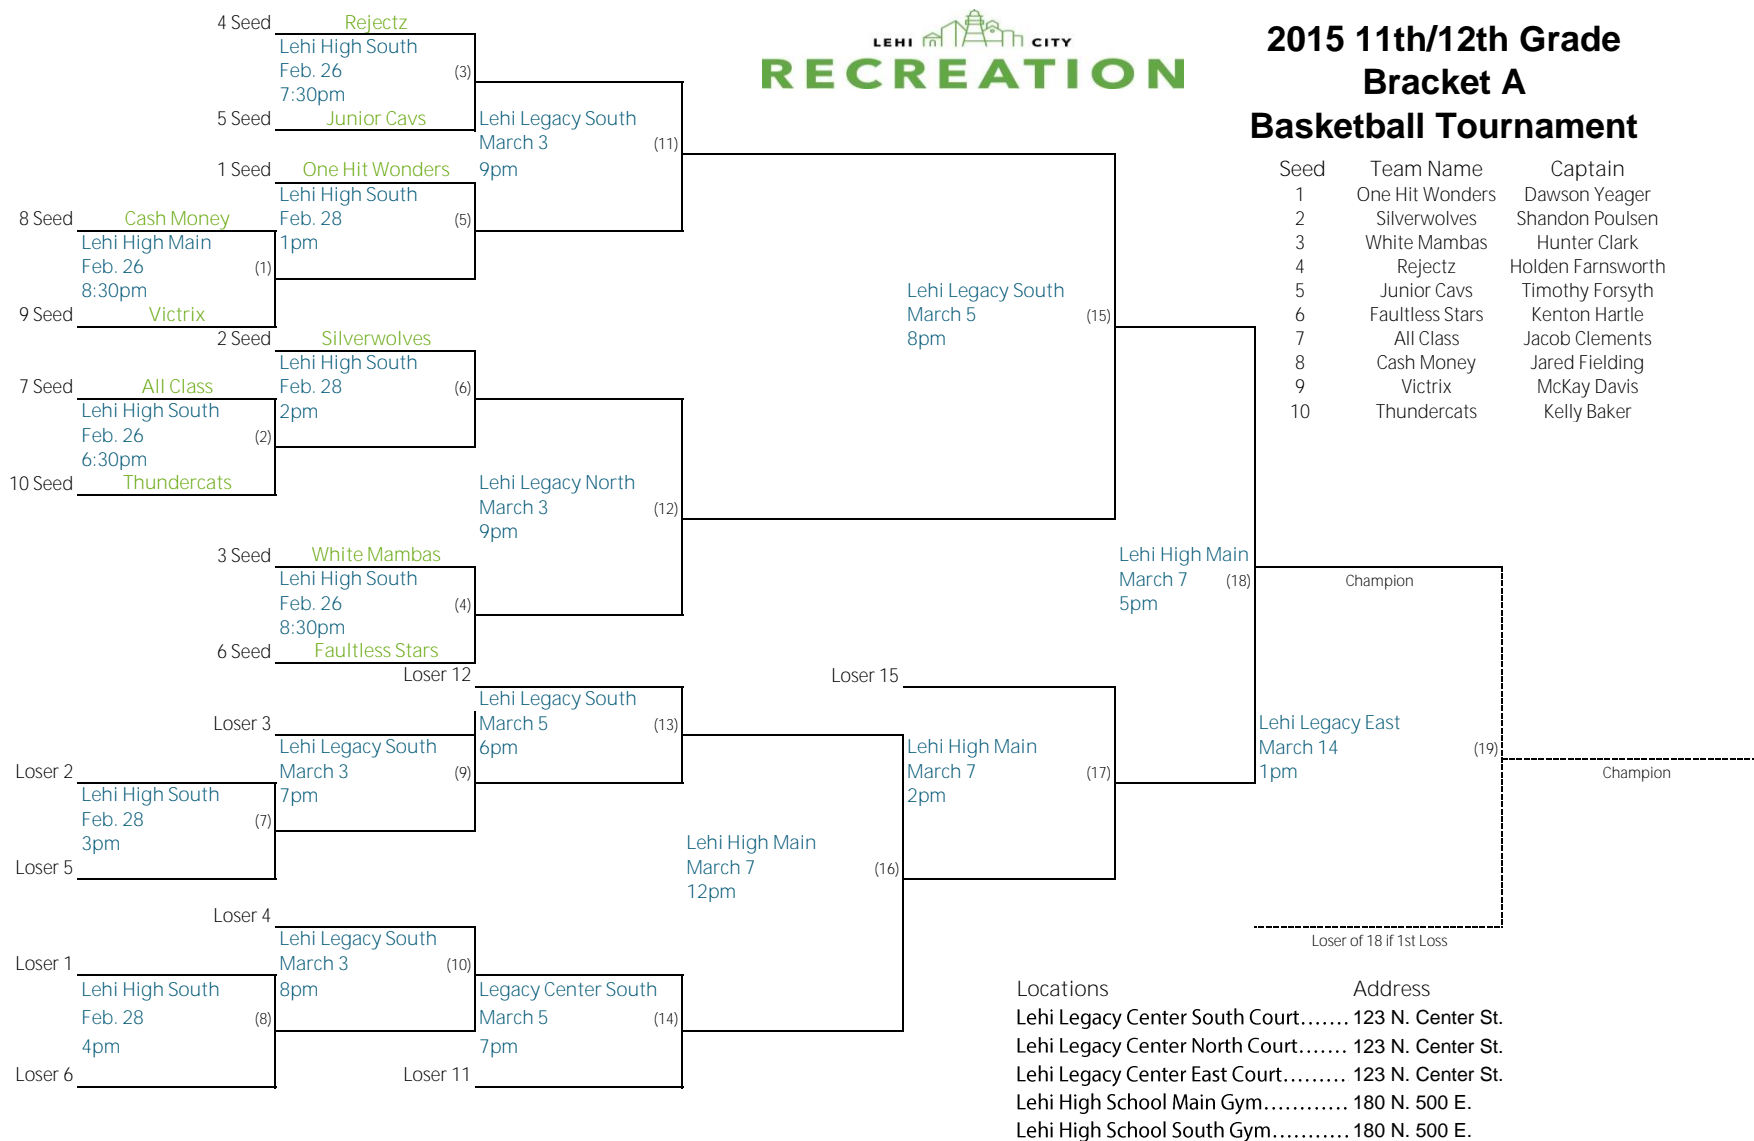 LEHI CITY
RECREATION
2015 11th/12th Grade
Bracket A
Basketball Tournament
Seed Team Name Captain
1 One Hit Wonders Dawson Yeager
2 Silverwolves Shandon Poulsen
3 White Mambas Hunter Clark
4 Rejectz Holden Farnsworth
5 Junior Cavs Timothy Forsyth
6 Faultless Stars Kenton Hartle
7 All Class Jacob Clements
8 Cash Money Jared Fielding
9 Victrix McKay Davis
10 Thundercats Kelly Baker
4 Seed Rejectz
Lehi High South
Feb. 26 (3)
7:30pm
5 Seed Junior Cavs
Lehi Legacy South
March 3 (11)
9pm
1 Seed One Hit Wonders
Lehi High South
Feb. 28 (5)
1pm
8 Seed Cash Money
Lehi High Main
Feb. 26 (1)
8:30pm
9 Seed Victrix
2 Seed Silverwolves
Lehi High South
Feb. 28 (6)
2pm
7 Seed All Class
Lehi High South
Feb. 26 (2)
6:30pm
10 Seed Thundercats
Lehi Legacy North
March 3 (12)
9pm
3 Seed White Mambas
Lehi High South
Feb. 26 (4)
8:30pm
6 Seed Faultless Stars
Lehi Legacy South
March 5 (15)
8pm
Lehi High Main
March 7 (18)
5pm
Champion
Loser 12
Lehi Legacy South
March 5 (13)
6pm
Loser 3
Lehi Legacy South
March 3 (9)
7pm
Loser 2
Lehi High South
Feb. 28 (7)
3pm
Loser 5
Loser 15
Lehi High Main
March 7 (17)
2pm
Lehi High Main
March 7 (16)
12pm
Lehi Legacy East
March 14 (19)
1pm
Champion
Loser of 18 if 1st Loss
Loser 4
Lehi Legacy South
March 3 (10)
8pm
Loser 1
Lehi High South
Feb. 28 (8)
4pm
Loser 6
Legacy Center South
March 5 (14)
7pm
Loser 11
Locations Address
Lehi Legacy Center South Court....... 123 N. Center St.
Lehi Legacy Center North Court....... 123 N. Center St.
Lehi Legacy Center East Court......... 123 N. Center St.
Lehi High School Main Gym............ 180 N. 500 E.
Lehi High School South Gym........... 180 N. 500 E.